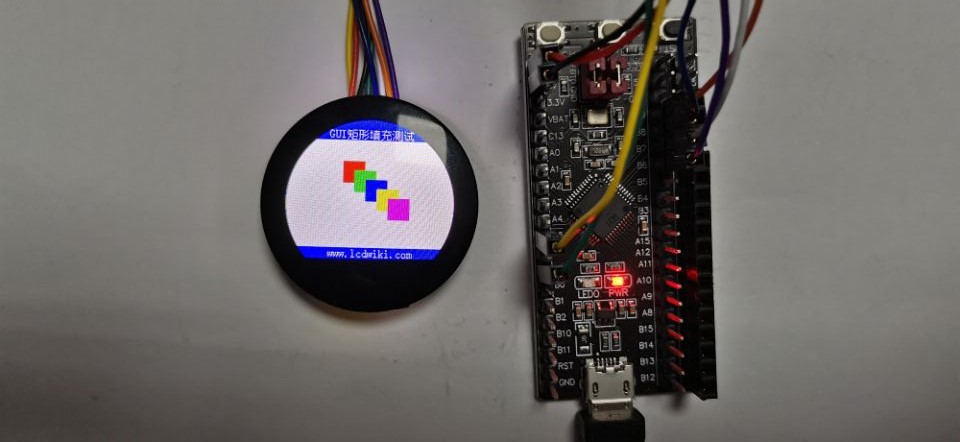 GUI矩形填充测试
www.lcdwiki.com
3.3V
VBAT
C13
A0
A1
A2
A3
A4
B0
B1
B2
B10
B11
RST
GND
B8
B7
B6
B5
B4
B3
A15
A12
A11
A10
A9
A8
B15
B14
B13
B12
LED0 PWR